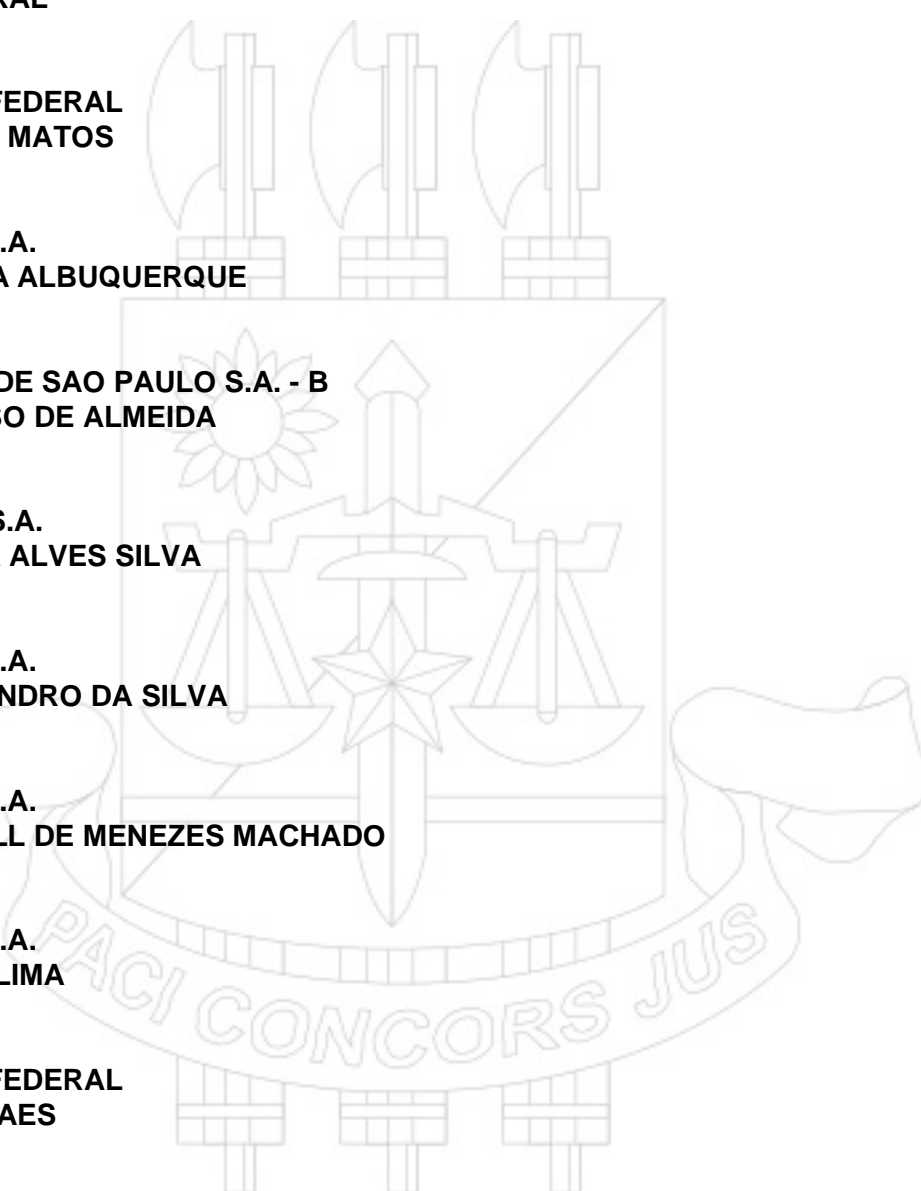 FEDERAL
MATOS
.A.
A ALBUQUERQUE
DE SAO PAULO S.A. - B
SO DE ALMEIDA
S.A.
ALVES SILVA
.A.
NDRO DA SILVA
.A.
LL DE MENEZES MACHADO
.A.
LIMA
PACI CONCORS JUS
FEDERAL
AES